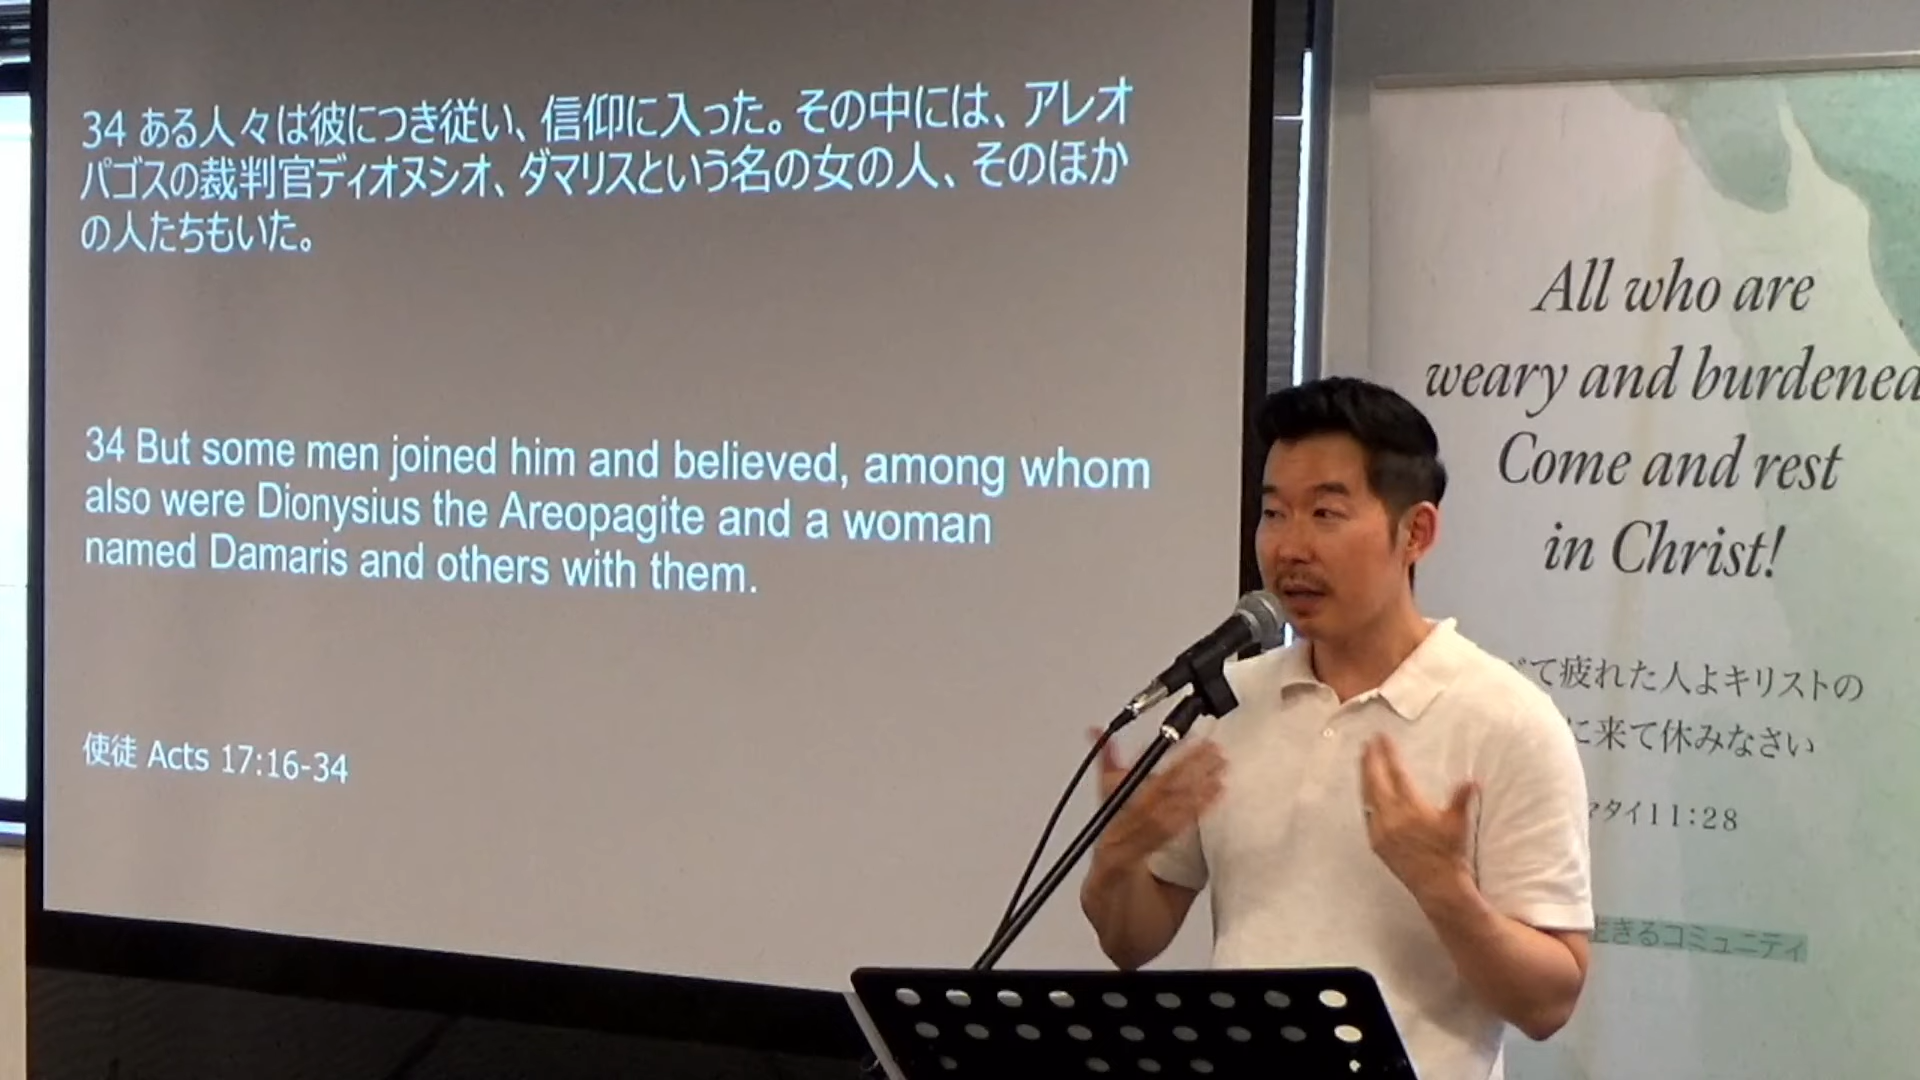 34 ある人々は彼につき従い、信仰に入った。その中には、アレオ
パゴスの裁判官ディオヌシオ、ダマリスという名の女の人、そのほか
の人たちもいた。
34 But some men joined him and believed, among whom
also were Dionysius the Areopagite and a woman
named Damaris and others with them.
使徒 Acts 17:16-34
All who are
weary and burdened
Come and rest
in Christ!
て疲れた人よキリストの
に来て休みなさい
マタイ11:28
生きるコミュニティ